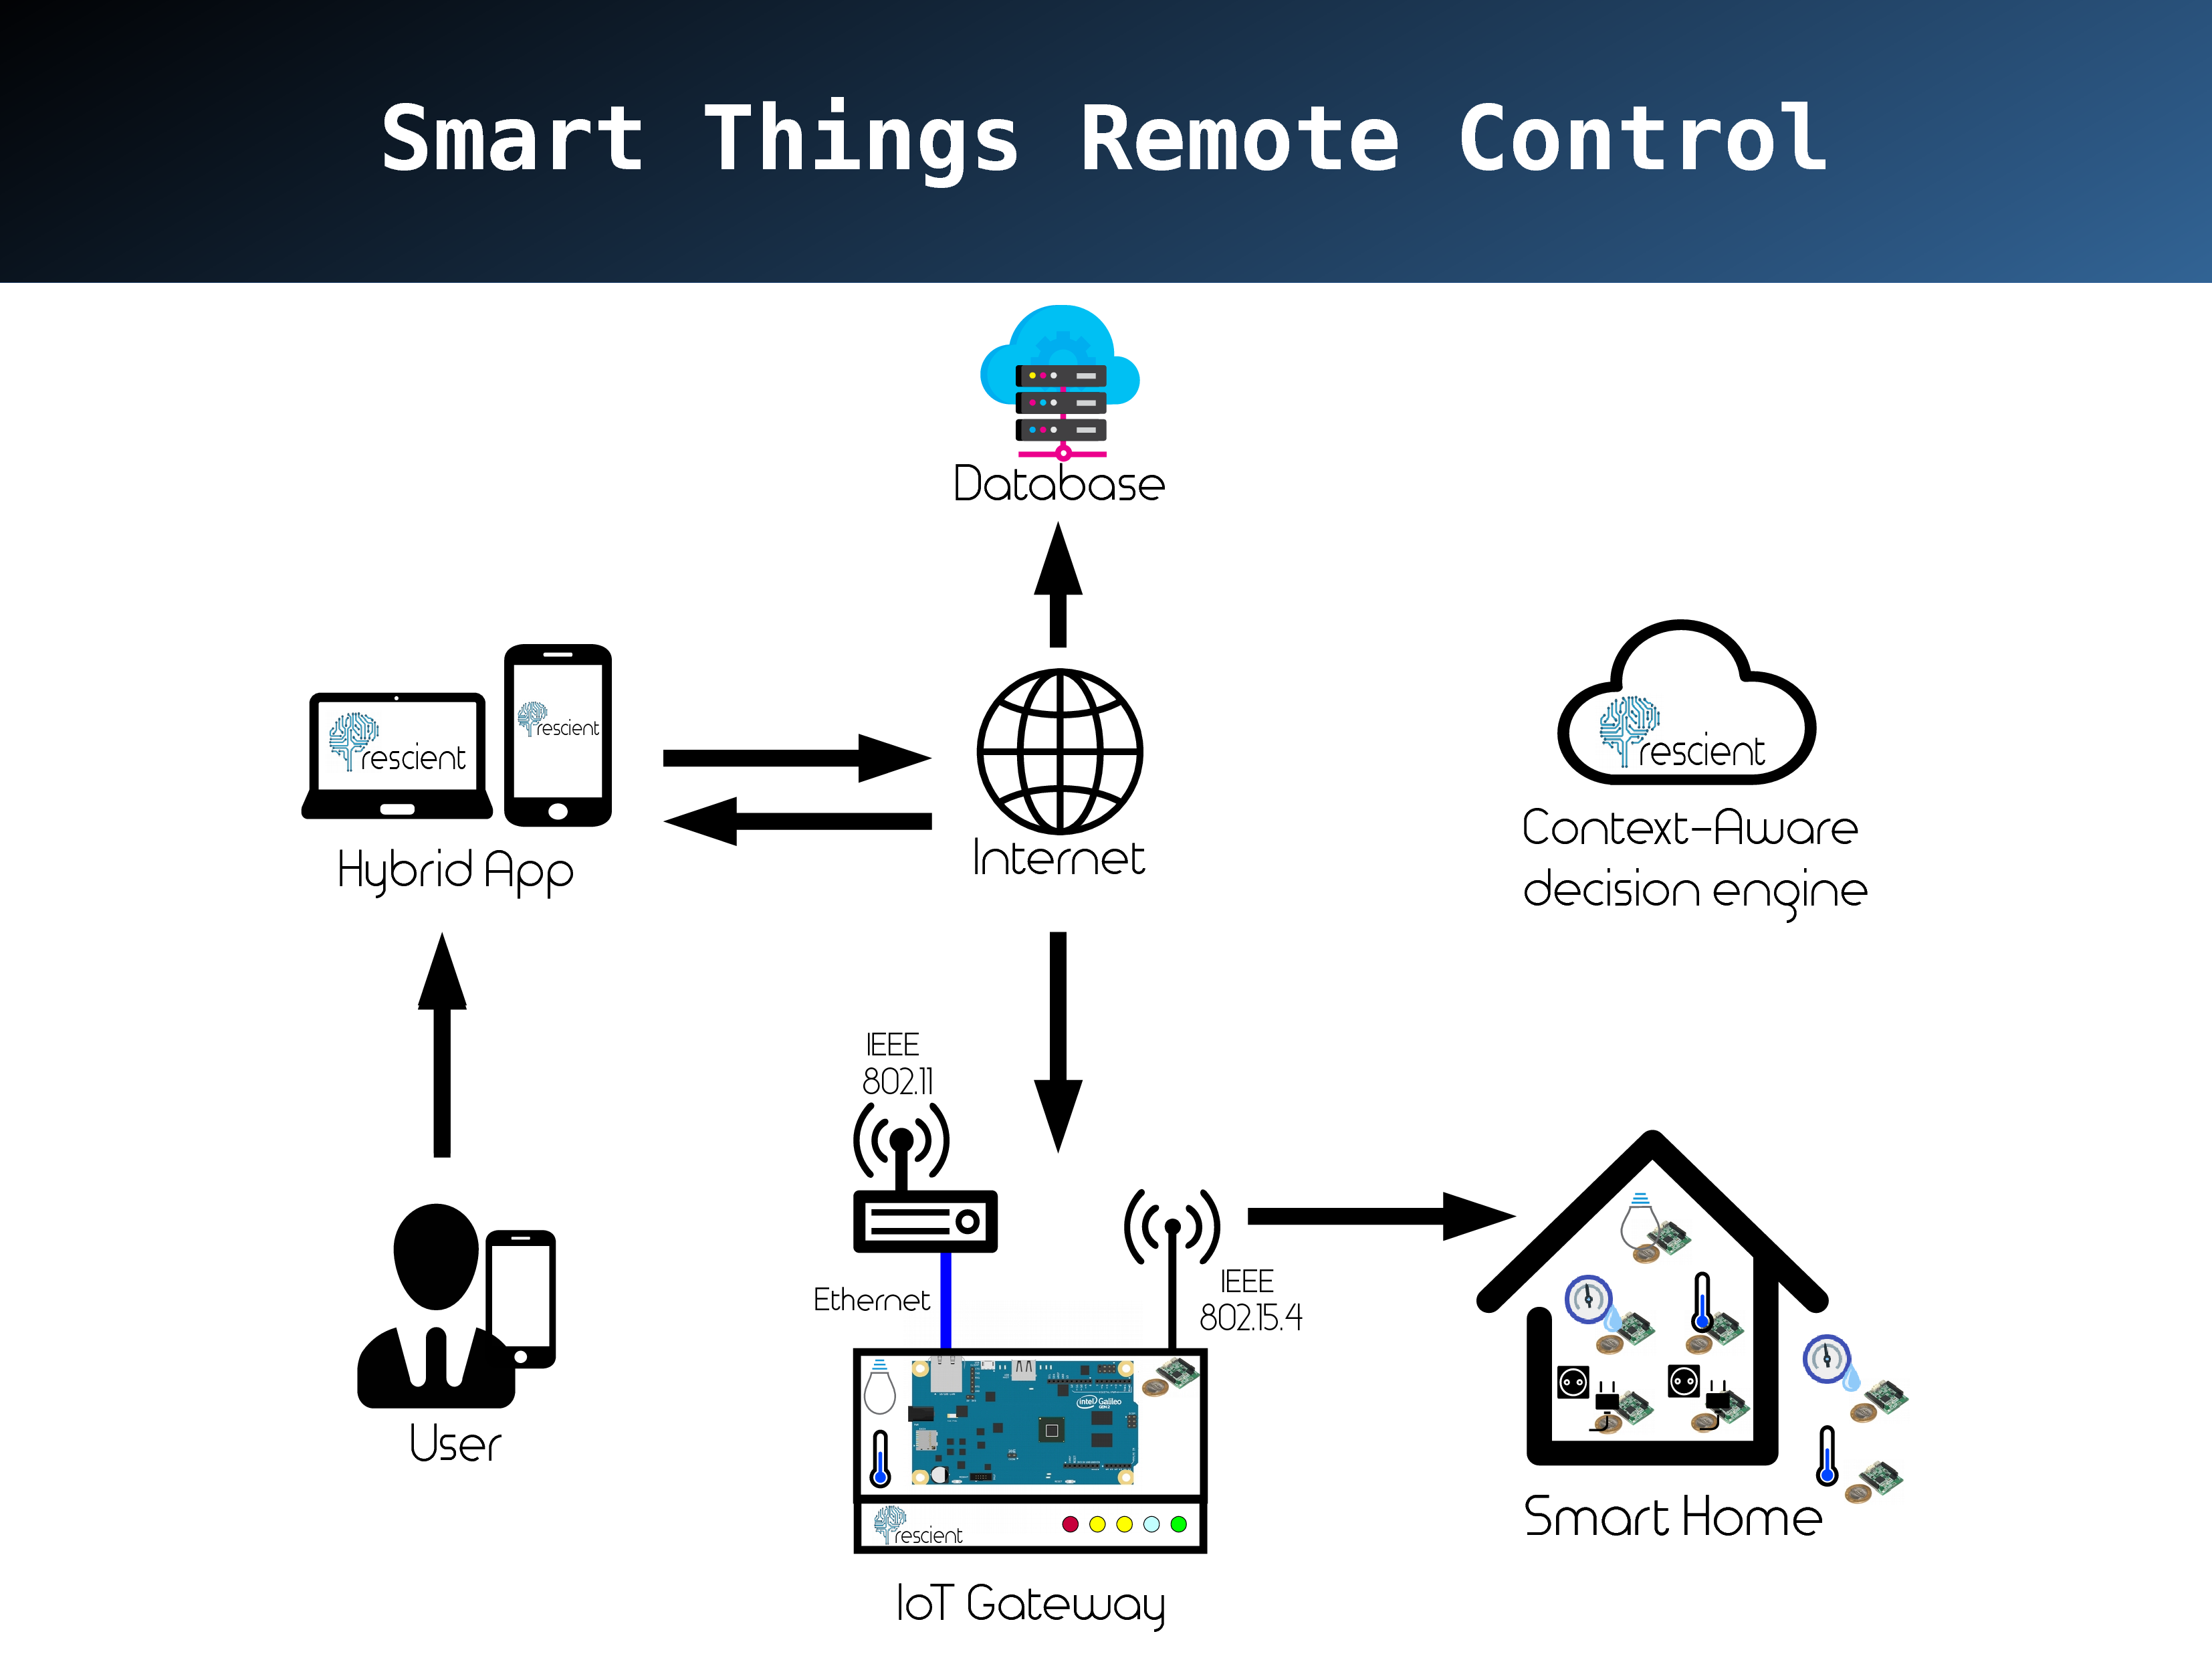 Smart Things Remote Control
Database
rescient
rescient
Hybrid App
Internet
rescient
Context-Aware
decision engine
IEEE
802.11
Ethernet
IEEE
802.15.4
User
intel Galileo
rescient
IoT Gateway
Smart Home